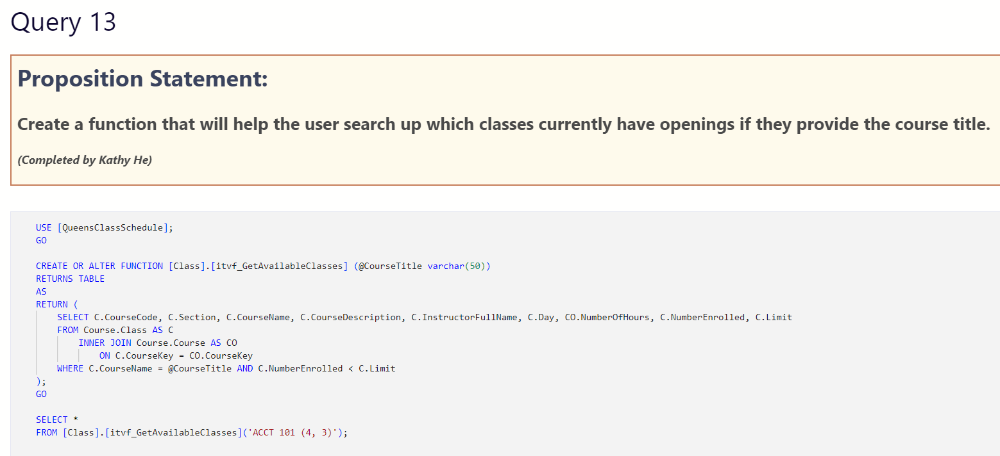 Query 13
Proposition Statement:
Create a function that will help the user search up which classes currently have openings if they provide the course title.
(Completed by Kathy He)
USE [QueensClassSchedule];
GO
CREATE OR ALTER FUNCTION [Class].[itvf_GetAvailableClasses] (@CourseTitle varchar(50))
RETURNS TABLE
AS
RETURN (
SELECT C.CourseCode, C.Section, C.CourseName, C.CourseDescription, C.InstructorFullName, C.Day, CO.NumberOfHours, C.NumberEnrolled, C.Limit
FROM Course.Class AS C
INNER JOIN Course.Course AS CO
ON C.CourseKey = CO.CourseKey
WHERE C.CourseName = @CourseTitle AND C.NumberEnrolled < C.Limit
);
GO
SELECT *
FROM [Class].[itvf_GetAvailableClasses]('ACCT 101 (4, 3)');